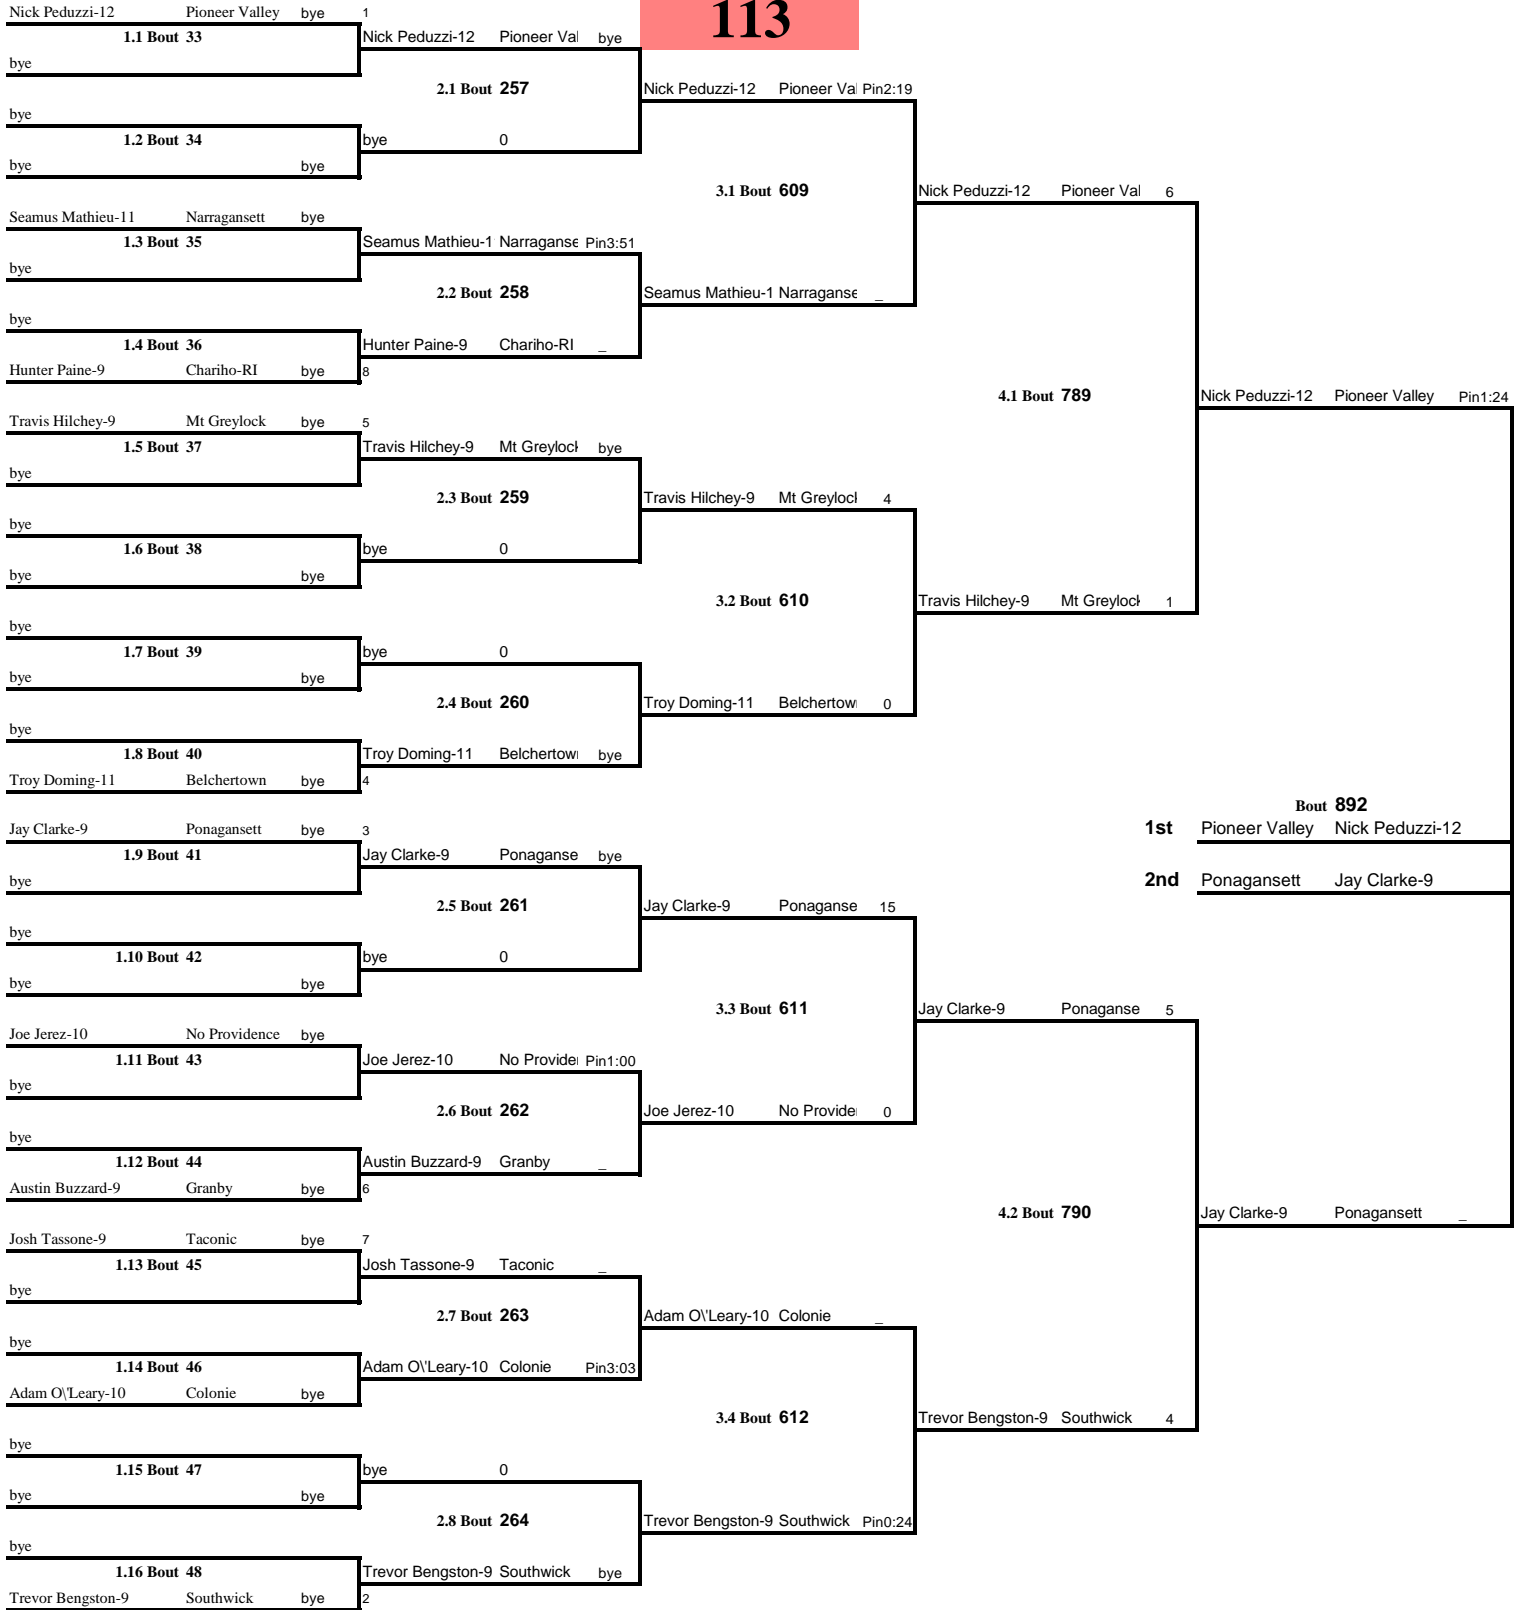 113
Nick Peduzzi-12 Pioneer Valley bye 1
1.1 Bout 33
Nick Peduzzi-12 Pioneer Val bye
bye
2.1 Bout 257
Nick Peduzzi-12 Pioneer Val Pin2:19
bye
1.2 Bout 34
bye 0
bye bye
3.1 Bout 609
Nick Peduzzi-12 Pioneer Val 6
Seamus Mathieu-11 Narragansett bye
1.3 Bout 35
Seamus Mathieu-1 Narraganse Pin3:51
bye
2.2 Bout 258
Seamus Mathieu-1 Narraganse _
bye
1.4 Bout 36
Hunter Paine-9 Chariho-RI _
Hunter Paine-9 Chariho-RI bye 8
4.1 Bout 789
Nick Peduzzi-12 Pioneer Valley Pin1:24
Travis Hilchey-9 Mt Greylock bye 5
1.5 Bout 37
Travis Hilchey-9 Mt Greylock bye
bye
2.3 Bout 259
Travis Hilchey-9 Mt Greylock 4
bye
1.6 Bout 38
bye 0
bye bye
3.2 Bout 610
Travis Hilchey-9 Mt Greylock 1
bye
1.7 Bout 39
bye 0
bye bye
2.4 Bout 260
Troy Doming-11 Belchertown 0
bye
1.8 Bout 40
Troy Doming-11 Belchertown bye
Troy Doming-11 Belchertown bye 4
Bout 892
1st Pioneer Valley Nick Peduzzi-12
2nd Ponagansett Jay Clarke-9
Jay Clarke-9 Ponagansett bye 3
1.9 Bout 41
Jay Clarke-9 Ponaganse bye
bye
2.5 Bout 261
Jay Clarke-9 Ponaganse 15
bye
1.10 Bout 42
bye 0
bye bye
3.3 Bout 611
Jay Clarke-9 Ponaganse 5
Joe Jerez-10 No Providence bye
1.11 Bout 43
Joe Jerez-10 No Provider Pin1:00
bye
2.6 Bout 262
Joe Jerez-10 No Provider 0
bye
1.12 Bout 44
Austin Buzzard-9 Granby _
Austin Buzzard-9 Granby bye 6
4.2 Bout 790
Jay Clarke-9 Ponagansett _
Josh Tassone-9 Taconic bye 7
1.13 Bout 45
Josh Tassone-9 Taconic _
bye
2.7 Bout 263
Adam O\'Leary-10 Colonie _
bye
1.14 Bout 46
Adam O\'Leary-10 Colonie Pin3:03
Adam O\'Leary-10 Colonie bye
3.4 Bout 612
Trevor Bengston-9 Southwick 4
bye
1.15 Bout 47
bye 0
bye bye
2.8 Bout 264
Trevor Bengston-9 Southwick Pin0:24
bye
1.16 Bout 48
Trevor Bengston-9 Southwick bye
Trevor Bengston-9 Southwick bye 2